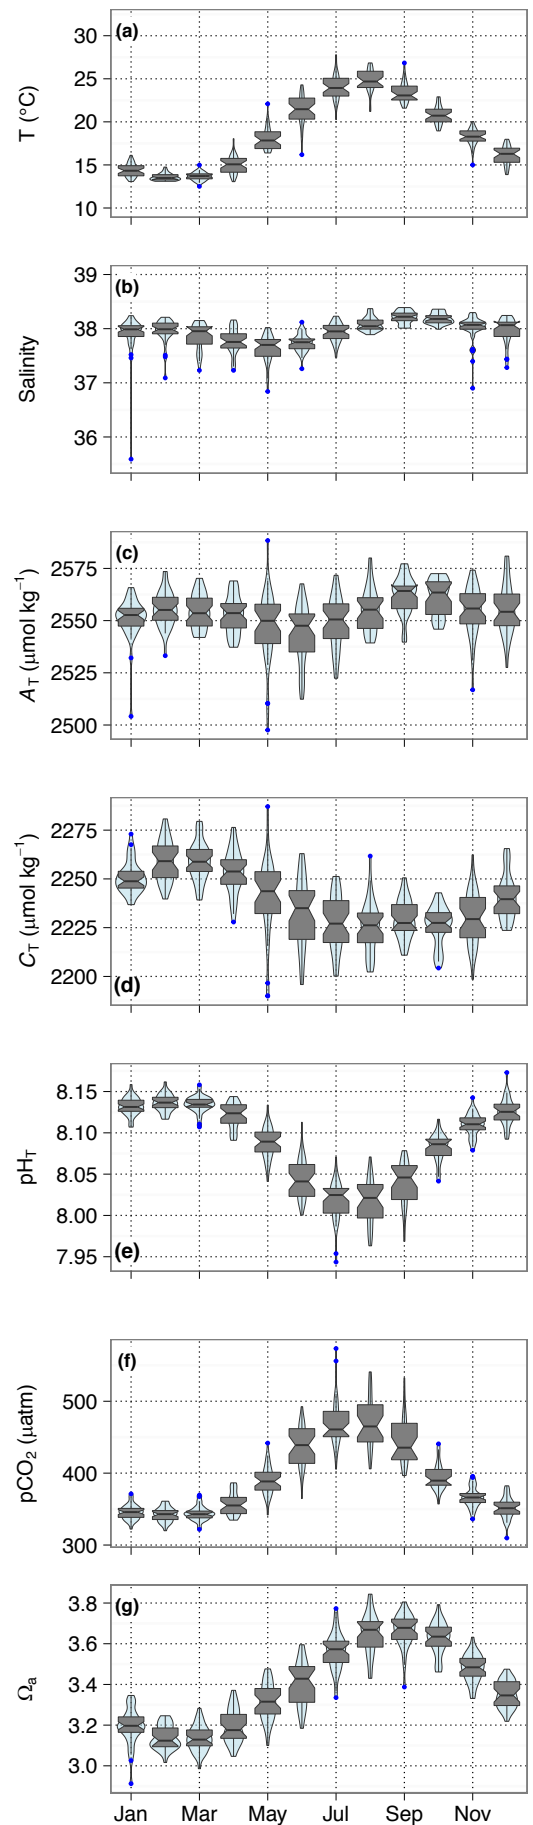 (a)
30
25
20
15
10
T (°C)
(b)
39
38
37
36
Salinity
(c)
2575
2550
2525
2500
A_T (µmol kg⁻¹)
2275
2250
2225
2200
C_T (µmol kg⁻¹)
(d)
8.15
8.10
8.05
8.00
7.95
pH_T
(e)
(f)
500
400
300
pCO₂ (µatm)
(g)
3.8
3.6
3.4
3.2
3.0
Ωₐ
Jan Mar May Jul Sep Nov